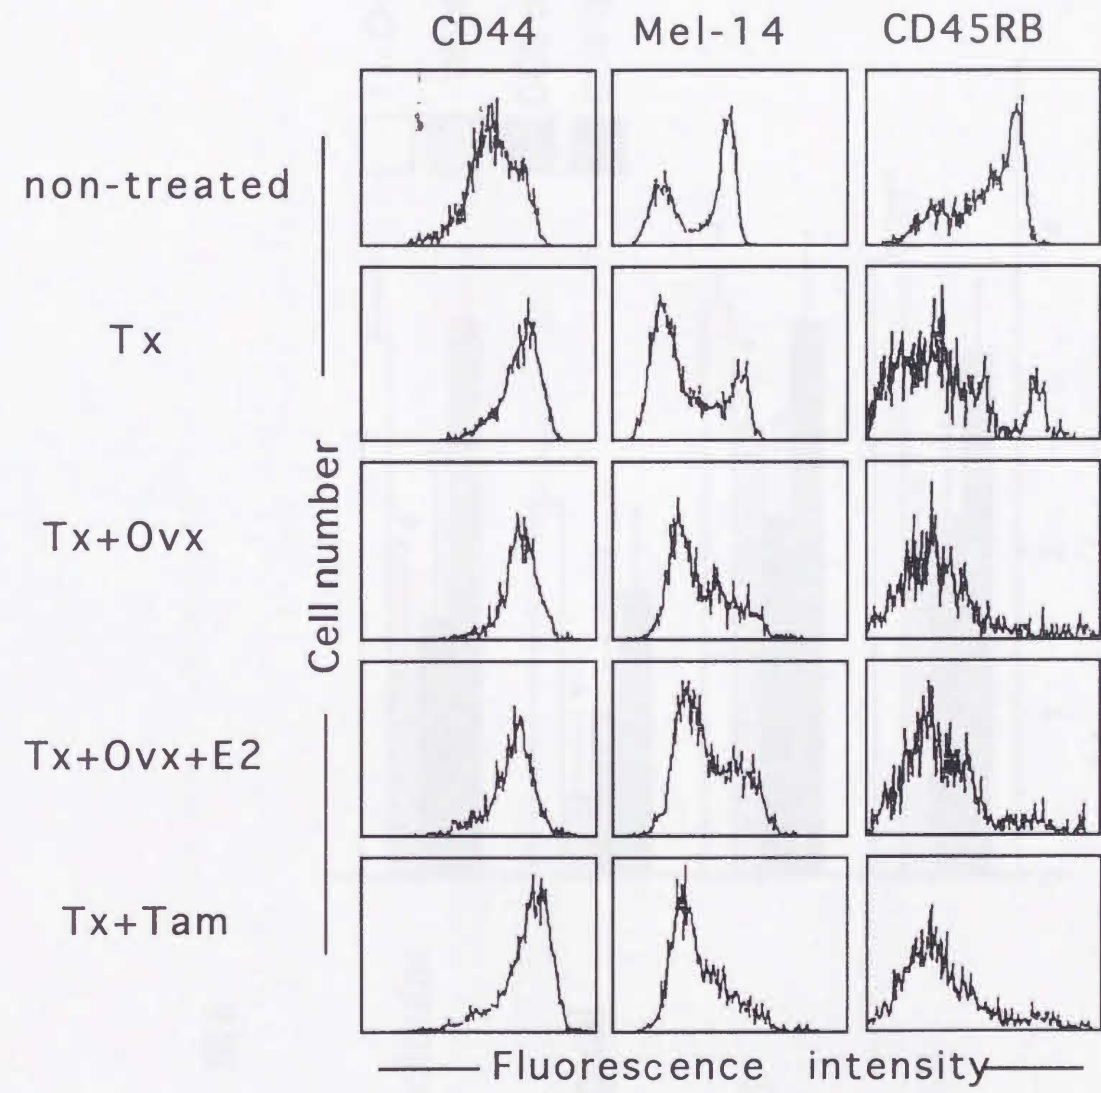 CD44 Mel-14 CD45RB
non-treated
Tx
Tx+Ovx
Tx+Ovx+E2
Tx+Tam
Cell number
Fluorescence intensity